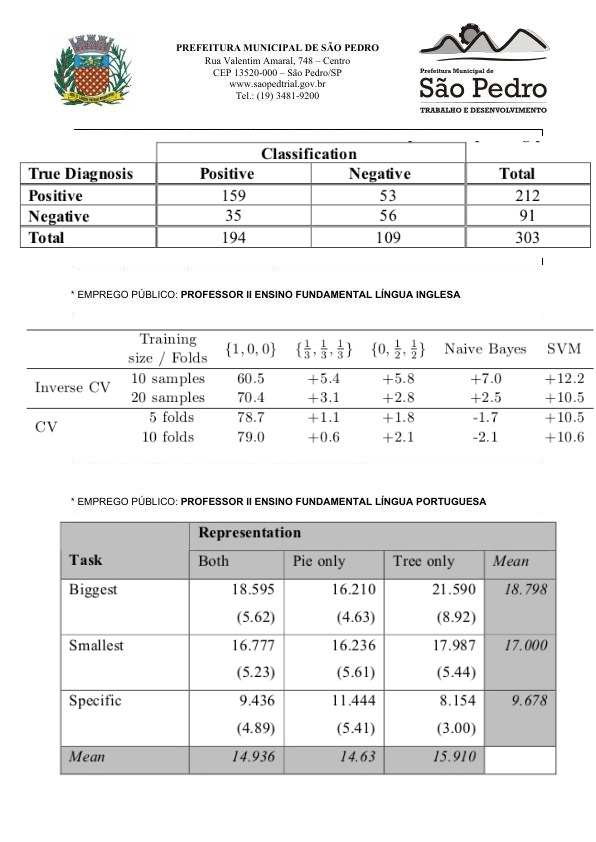 PREFEITURA MUNICIPAL DE SÃO PEDRO
Rua Valentim Amaral, 748 – Centro
CEP 13520-000 – São Pedro/SP
www.saopedtrial.gov.br
Tel.: (19) 3481-9200
Prefeitura Municipal de
São Pedro
TRABALHO E DESENVOLVIMENTO
Classification
True Diagnosis Positive Negative Total
Positive 159 53 212
Negative 35 56 91
Total 194 109 303
* EMPREGO PÚBLICO: PROFESSOR II ENSINO FUNDAMENTAL LÍNGUA INGLESA
Training
size / Folds {1, 0, 0} {1/3, 1/3, 1/3} {0, 1/2, 1/2} Naive Bayes SVM
Inverse CV 10 samples 60.5 +5.4 +5.8 +7.0 +12.2
20 samples 70.4 +3.1 +2.8 +2.5 +10.5
CV 5 folds 78.7 +1.1 +1.8 -1.7 +10.5
10 folds 79.0 +0.6 +2.1 -2.1 +10.6
* EMPREGO PÚBLICO: PROFESSOR II ENSINO FUNDAMENTAL LÍNGUA PORTUGUESA
Representation
Task Both Pie only Tree only Mean
Biggest 18.595 16.210 21.590 18.798
(5.62) (4.63) (8.92)
Smallest 16.777 16.236 17.987 17.000
(5.23) (5.61) (5.44)
Specific 9.436 11.444 8.154 9.678
(4.89) (5.41) (3.00)
Mean 14.936 14.63 15.910